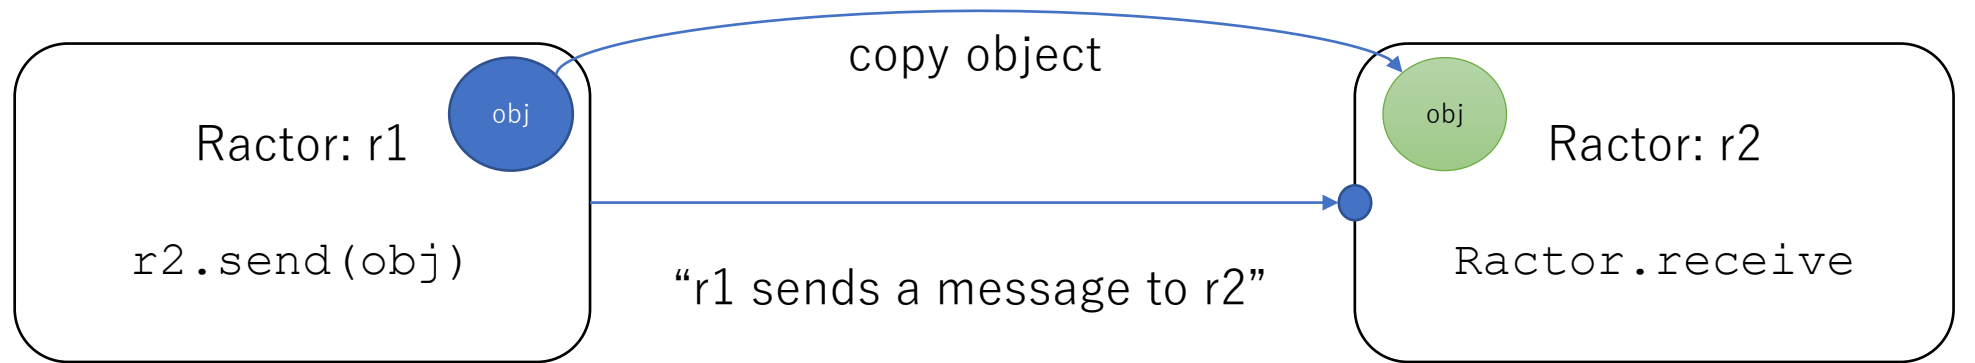 copy object
Ractor: r1
obj
r2.send(obj)
“r1 sends a message to r2”
obj
Ractor: r2
Ractor.receive